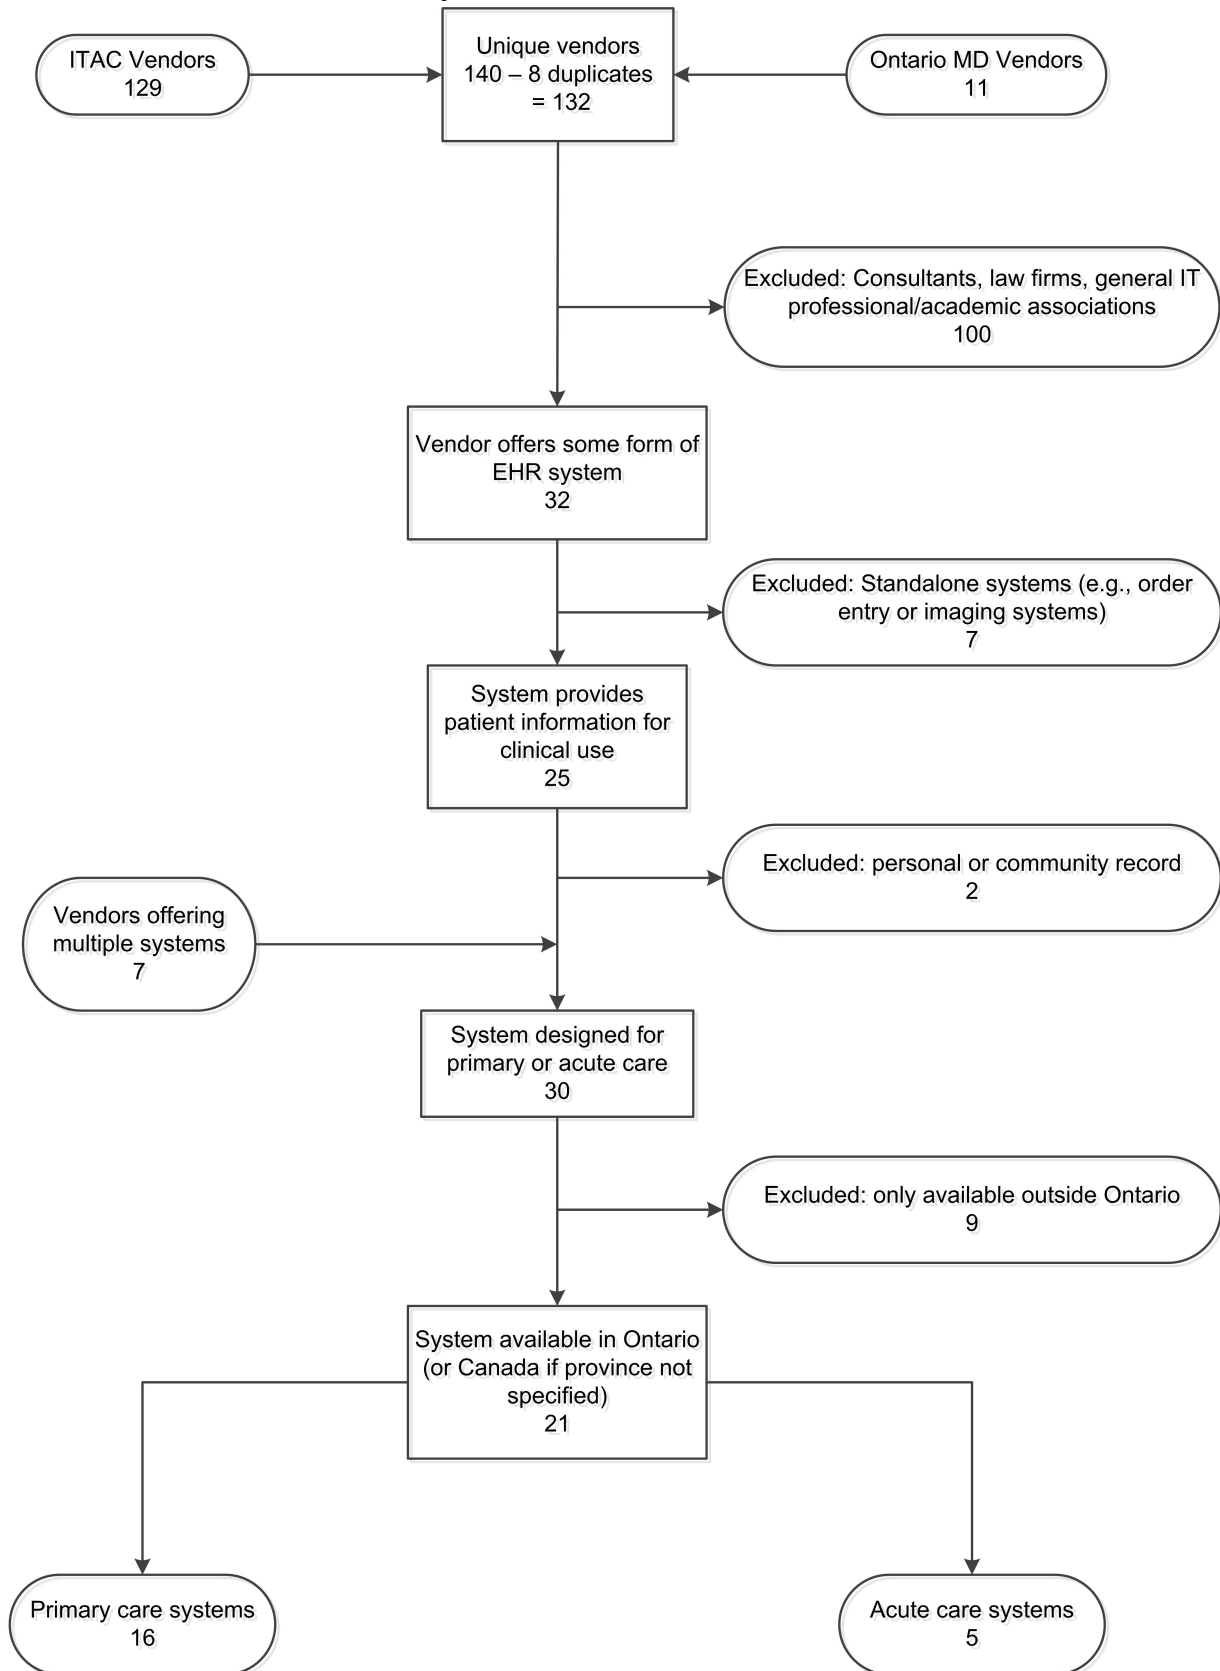 ITAC Vendors
129
Unique vendors
140 – 8 duplicates
= 132
Ontario MD Vendors
11
Excluded: Consultants, law firms, general IT
professional/academic associations
100
Vendor offers some form of
EHR system
32
Excluded: Standalone systems (e.g., order
entry or imaging systems)
7
System provides
patient information for
clinical use
25
Excluded: personal or community record
2
Vendors offering
multiple systems
7
System designed for
primary or acute care
30
Excluded: only available outside Ontario
9
System available in Ontario
(or Canada if province not
specified)
21
Primary care systems
16
Acute care systems
5